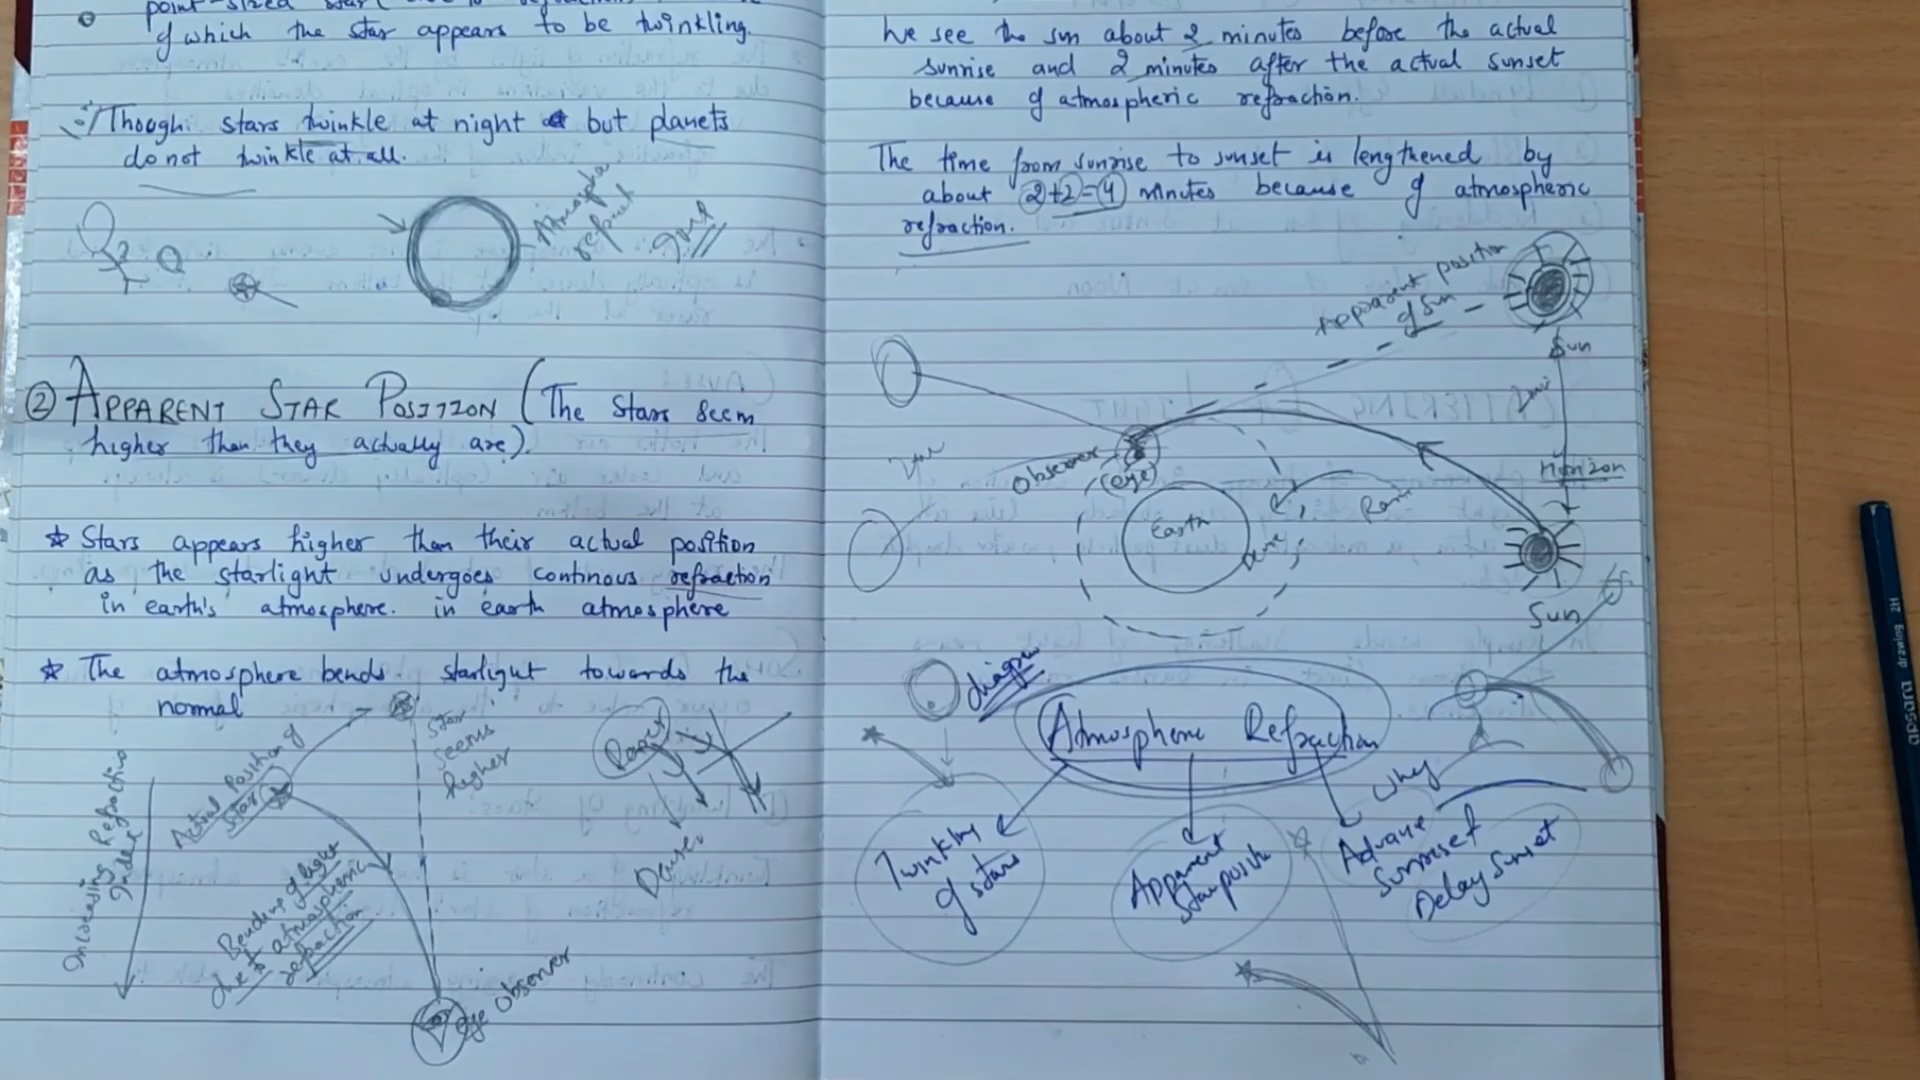 of which the star appears to be twinkling.
Though stars twinkle at night but planets
do not twinkle at all.
② APPARENT STAR POSITION (The stars seem
higher than they actually are).
☆ Stars appears higher than their actual position
as the starlight undergoes continous refraction
in earth's atmosphere. in earth atmosphere
☆ The atmosphere bends starlight towards the
normal
Actual Position of
star
Star
seems
higher
Rarer
Denser
Increasing Refractive
Index
Bending of light
due to atmospheric
refraction
eye observer
We see the sun about 2 minutes before the actual
sunrise and 2 minutes after the actual sunset
because of atmospheric refraction.
The time from sunrise to sunset is lengthened by
about 2+2=4 minutes because of atmospheric
refraction.
Apparent position
of Sun
Sun
Horizon
Observer
(eye)
Earth
Sun
diagram
Atmosphere Refraction
Why
Twinkling
of stars
Apparent
Star posit
Advance
Sunriset
Delay Sunset
2H